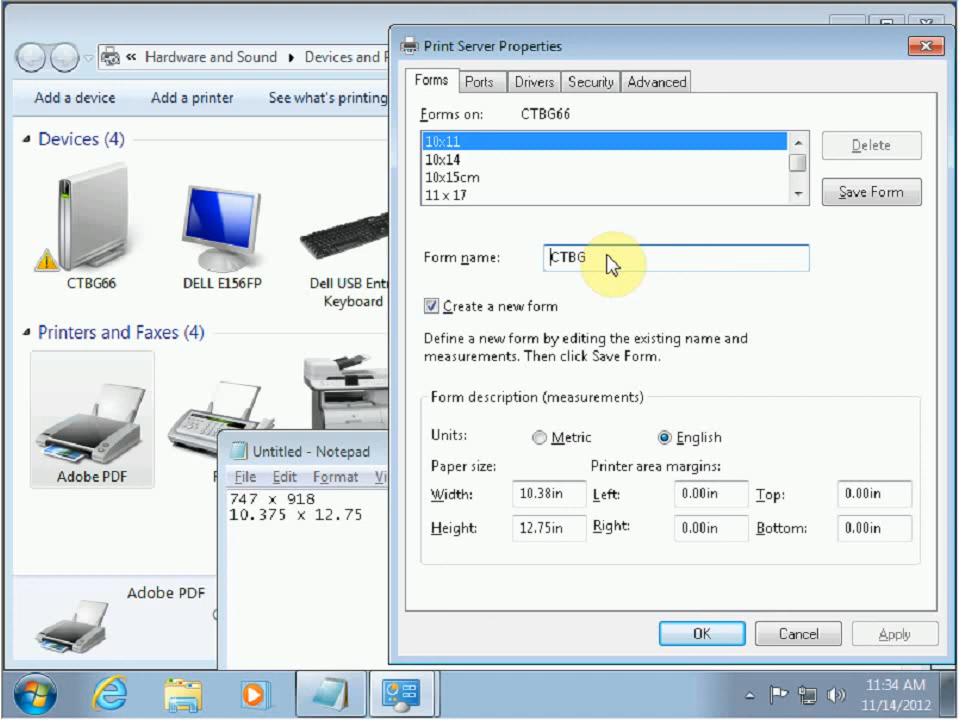 Hardware and Sound
Devices and
Add a device
Add a printer
See what's printing
Devices (4)
CTBG66
DELL E156FP
Dell USB
Keyboard
Printers and Faxes (4)
Adobe PDF
Adobe PDF
Untitled - Notepad
File Edit Format
747 x 918
10.375 x 12.75
Print Server Properties
Forms Ports Drivers Security Advanced
Forms on: CTBG66
10x11
10x14
10x15cm
11 x 17
Delete
Save Form
Form name: CTBG
Create a new form
Define a new form by editing the existing name and
measurements. Then click Save Form.
Form description (measurements)
Units: Metric English
Paper size: Printer area margins:
Width: 10.38in Left: 0.00in Top: 0.00in
Height: 12.75in Right: 0.00in Bottom: 0.00in
OK Cancel Apply
11:34 AM
11/14/2012